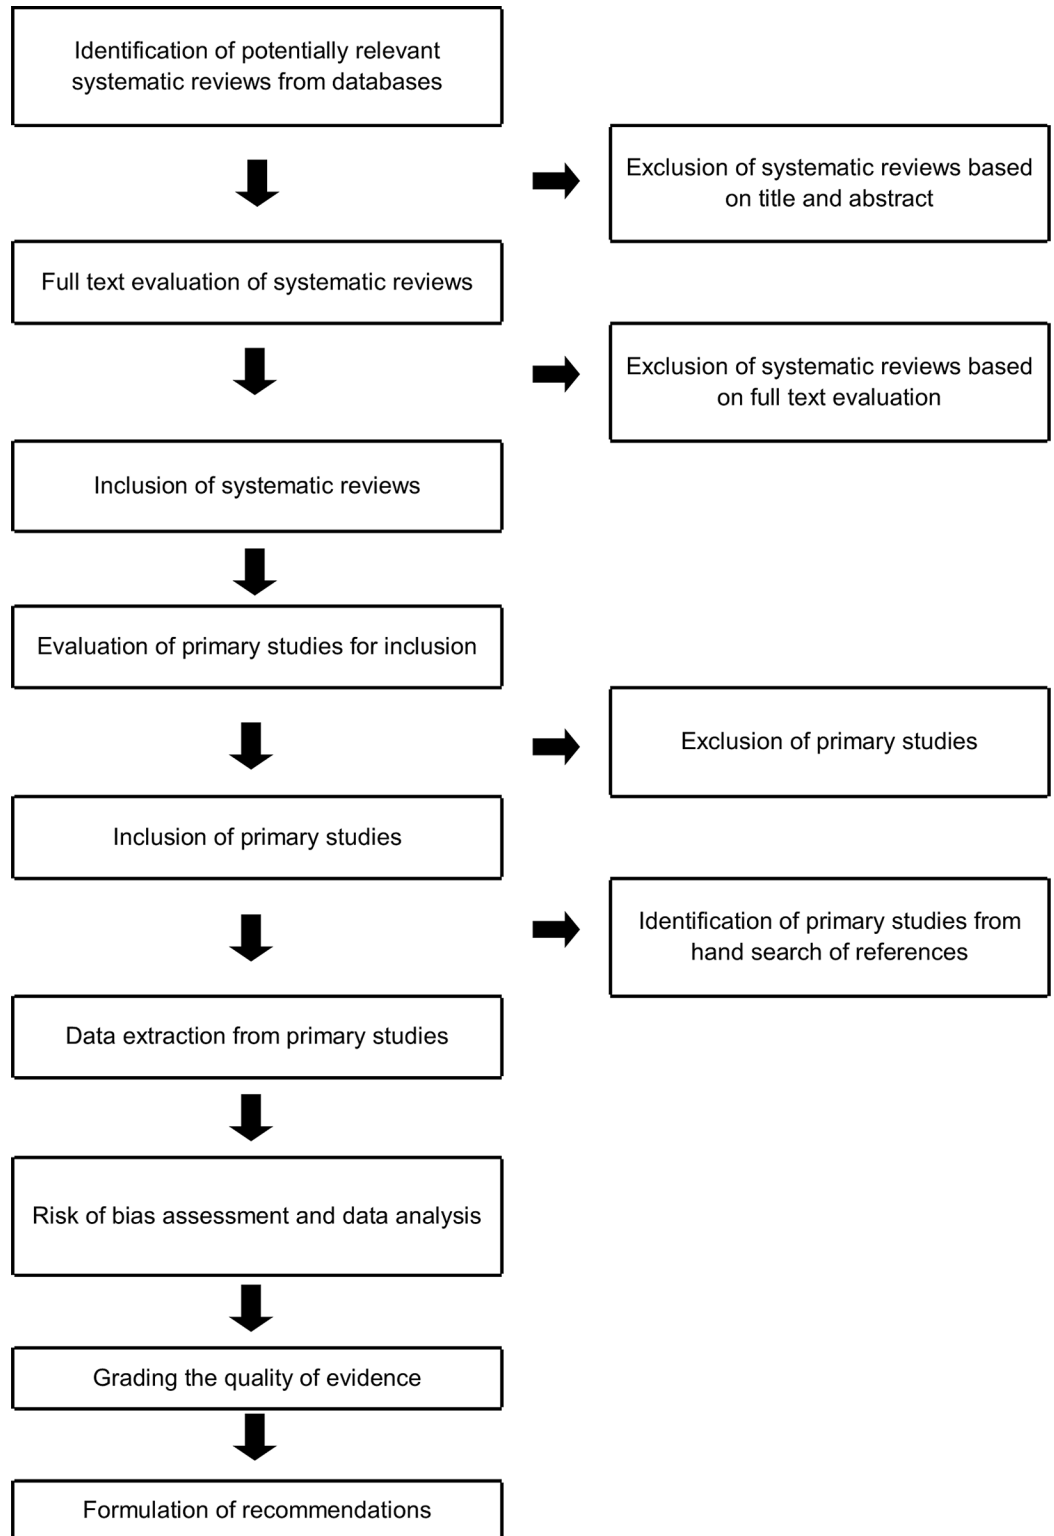 Identification of potentially relevant
systematic reviews from databases
Exclusion of systematic reviews based
on title and abstract
Full text evaluation of systematic reviews
Exclusion of systematic reviews based
on full text evaluation
Inclusion of systematic reviews
Evaluation of primary studies for inclusion
Exclusion of primary studies
Inclusion of primary studies
Identification of primary studies from
hand search of references
Data extraction from primary studies
Risk of bias assessment and data analysis
Grading the quality of evidence
Formulation of recommendations